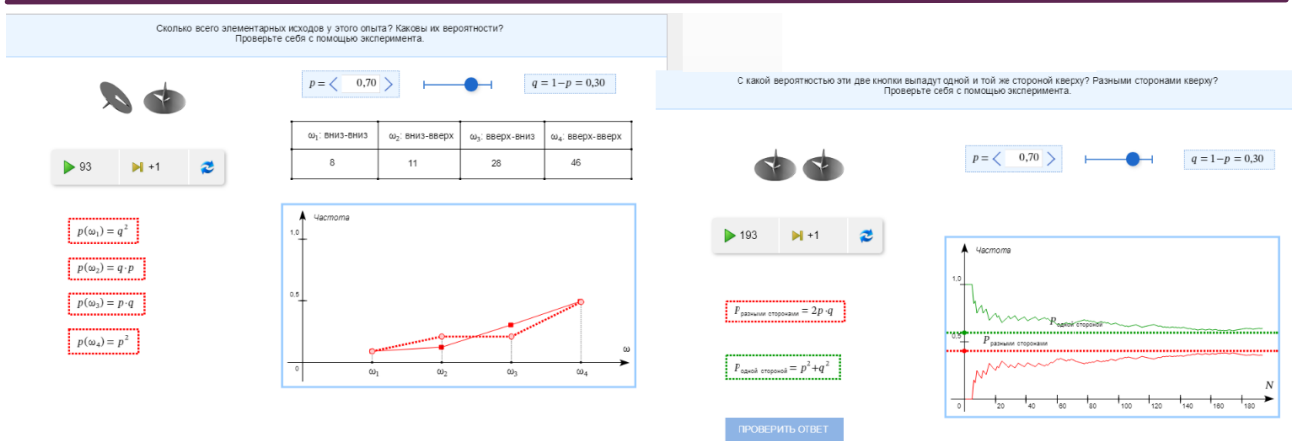 Сколько всего элементарных исходов у этого опыта? Каковы их вероятности?
Проверьте себя с помощью эксперимента.
p = < 0,70 >
q = 1−p = 0,30
ω₁: вниз-вниз
ω₂: вниз-вверх
ω₃: вверх-вниз
ω₄: вверх-вверх
8
11
28
46
93
+1
p(ω₁) = q²
p(ω₂) = q·p
p(ω₃) = p·q
p(ω₄) = p²
Частота
1,0
0,5
0
ω₁
ω₂
ω₃
ω₄
ω
С какой вероятностью эти две кнопки выпадут одной и той же стороной кверху? Разными сторонами кверху?
Проверьте себя с помощью эксперимента.
p = < 0,70 >
q = 1−p = 0,30
193
+1
P разными сторонами = 2p·q
P одной стороной = p²+q²
ПРОВЕРИТЬ ОТВЕТ
Частота
1,0
P одной стороной
0,5
P разными сторонами
N
0
20
40
60
80
100
120
140
160
180